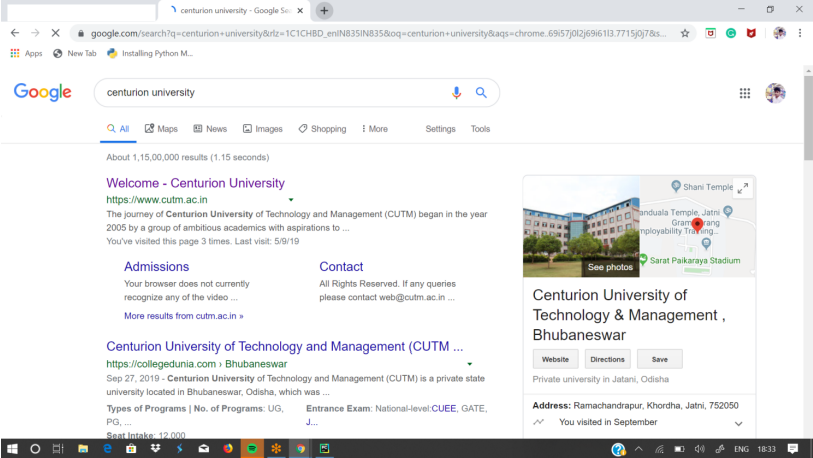 centurion university - Google Sea
google.com/search?q=centurion+university&rlz=1C1CHBD_enIN835IN835&oq=centurion+university&aqs=chrome..69i57j0l2j69i61l3.7715j0j7&s...
Apps New Tab Installing Python M...
Google
centurion university
All Maps News Images Shopping More Settings Tools
About 1,15,00,000 results (1.15 seconds)
Welcome - Centurion University
https://www.cutm.ac.in
The journey of Centurion University of Technology and Management (CUTM) began in the year
2005 by a group of ambitious academics with aspirations to ...
You've visited this page 3 times. Last visit: 5/9/19
Admissions
Your browser does not currently
recognize any of the video ...
Contact
All Rights Reserved. If any queries
please contact web@cutm.ac.in ...
More results from cutm.ac.in »
Centurion University of Technology and Management (CUTM ...
https://collegedunia.com › Bhubaneswar
Sep 27, 2019 - Centurion University of Technology and Management (CUTM) is a private state
university located in Bhubaneswar, Odisha, which was ...
Types of Programs | No. of Programs: UG,
PG, ...
Entrance Exam: National-level:CUEE, GATE,
J...
Seat Intake: 12,000
Shani Temple
anduala Temple, Jatni
Gram Tarang
mployability Training...
Sarat Paikaraya Stadium
See photos
Centurion University of
Technology & Management ,
Bhubaneswar
Website Directions Save
Private university in Jatani, Odisha
Address: Ramachandrapur, Khordha, Jatni, 752050
You visited in September
ENG 18:33